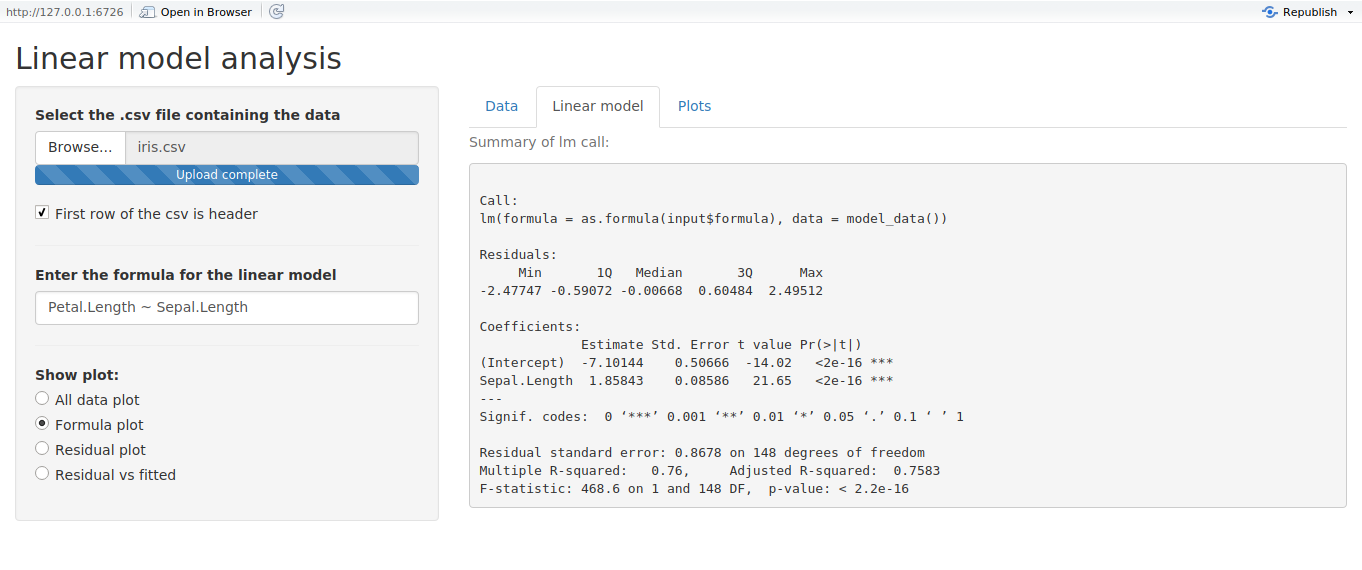 http://127.0.0.1:6726 Open in Browser Republish
Linear model analysis
Select the .csv file containing the data
Browse... iris.csv
Upload complete
First row of the csv is header
Enter the formula for the linear model
Petal.Length ~ Sepal.Length
Show plot:
All data plot
Formula plot
Residual plot
Residual vs fitted
Data Linear model Plots
Summary of lm call:
Call:
lm(formula = as.formula(input$formula), data = model_data())
Residuals:
     Min       1Q   Median       3Q      Max
-2.47747 -0.59072 -0.00668  0.60484  2.49512
Coefficients:
             Estimate Std. Error t value Pr(>|t|)
(Intercept)  -7.10144    0.50666  -14.02   <2e-16 ***
Sepal.Length  1.85843    0.08586   21.65   <2e-16 ***
---
Signif. codes:  0 ‘***’ 0.001 ‘**’ 0.01 ‘*’ 0.05 ‘.’ 0.1 ‘ ’ 1
Residual standard error: 0.8678 on 148 degrees of freedom
Multiple R-squared:   0.76,     Adjusted R-squared:  0.7583
F-statistic: 468.6 on 1 and 148 DF,  p-value: < 2.2e-16